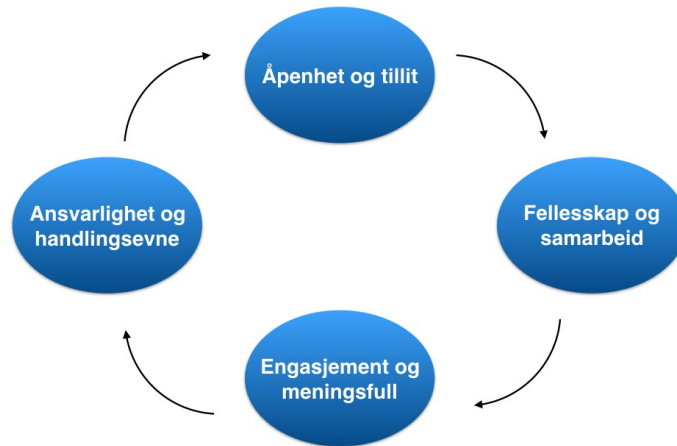 Åpenhet og tillit
Fellesskap og
samarbeid
Engasjement og
meningsfull
Ansvarlighet og
handlingsevne